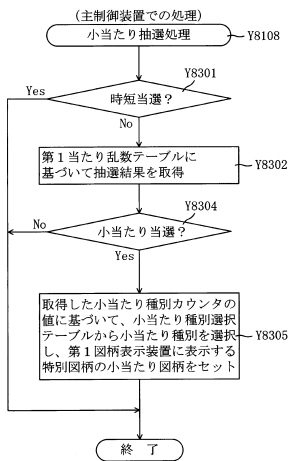 (主制御装置での処理)
小当たり抽選処理
Y8108
Y8301
時短当選？
Yes
No
第１当たり乱数テーブルに
基づいて抽選結果を取得
Y8302
Y8304
小当たり当選？
No
Yes
取得した小当たり種別カウンタの
値に基づいて、小当たり種別選択
テーブルから小当たり種別を選択
し、第１図柄表示装置に表示する
特別図柄の小当たり図柄をセット
Y8305
終　了